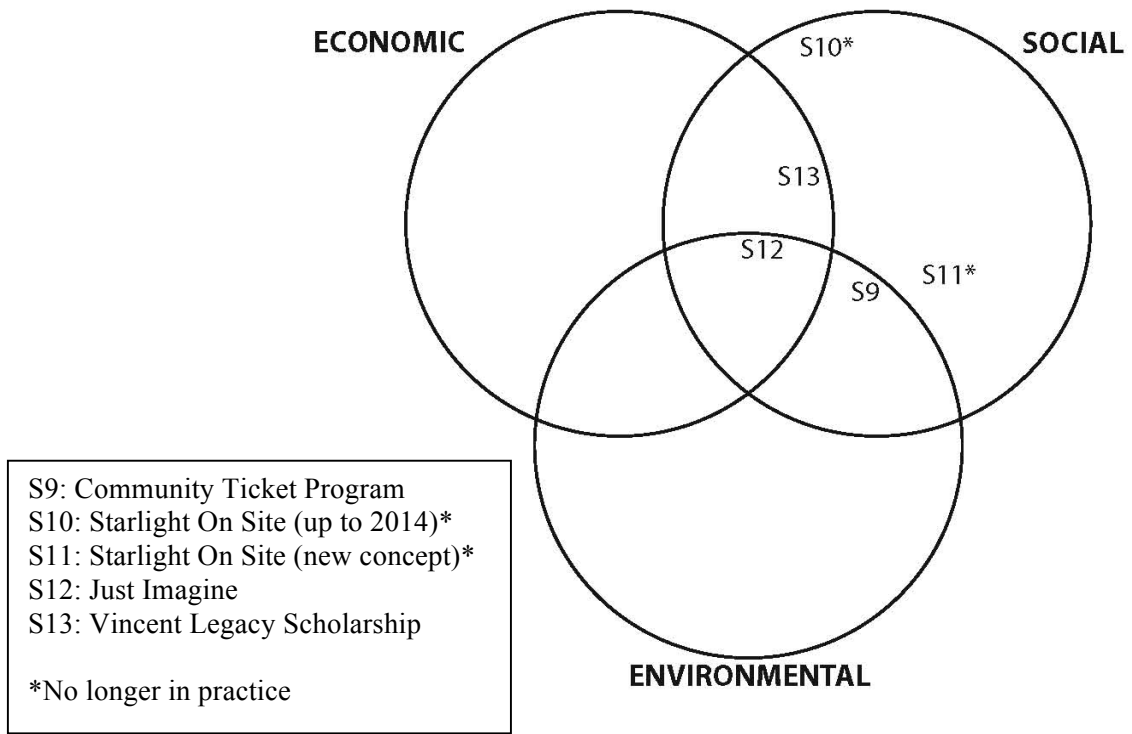 ECONOMIC
SOCIAL
S10*
S13
S12
S11*
S9
S9: Community Ticket Program
S10: Starlight On Site (up to 2014)*
S11: Starlight On Site (new concept)*
S12: Just Imagine
S13: Vincent Legacy Scholarship
*No longer in practice
ENVIRONMENTAL